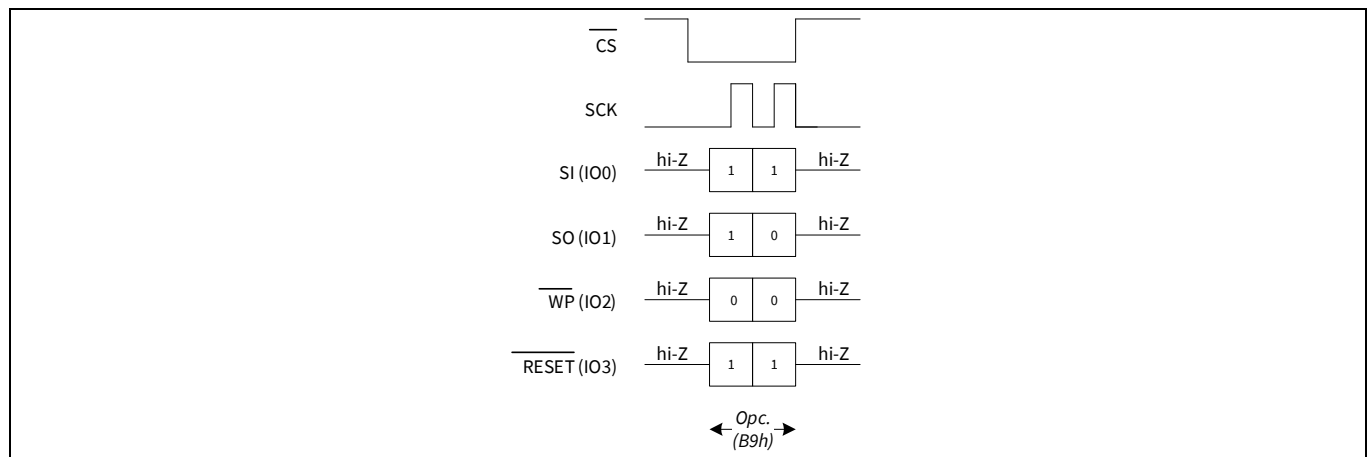 CS
SCK
hi-Z 1 1 hi-Z
SI (IO0)
hi-Z 1 0 hi-Z
SO (IO1)
hi-Z 0 0 hi-Z
WP (IO2)
hi-Z 1 1 hi-Z
RESET (IO3)
Opc.
(B9h)